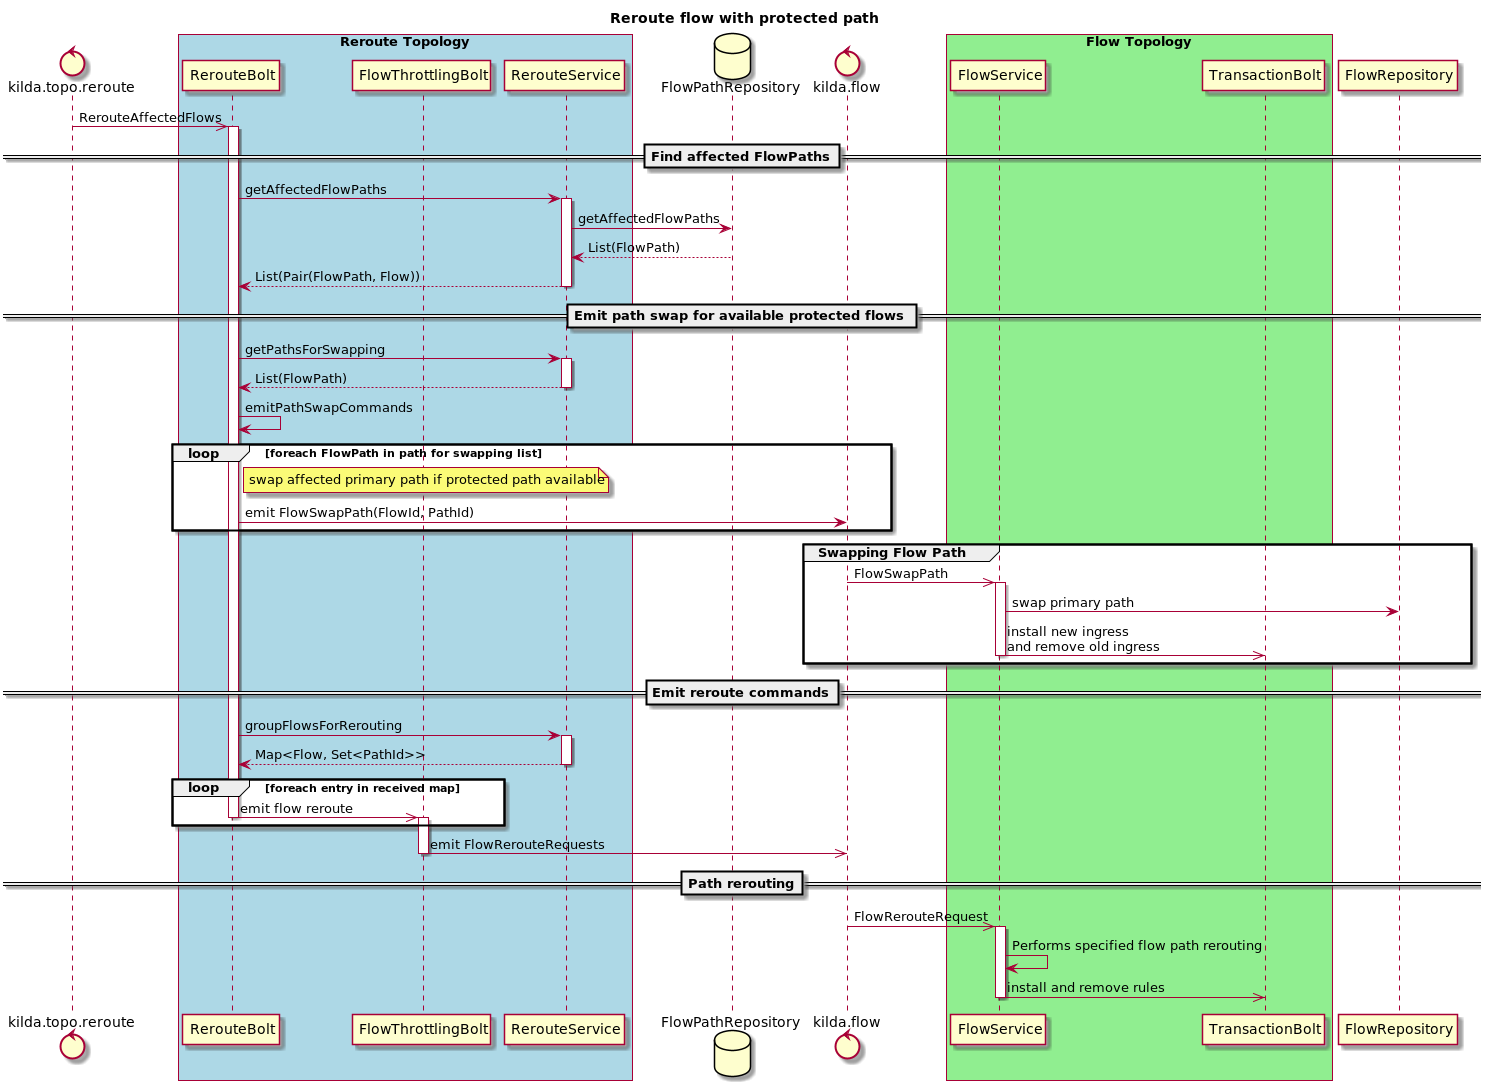 Reroute flow with protected path
Reroute Topology
Flow Topology
kilda.topo.reroute
RerouteBolt
FlowThrottlingBolt
RerouteService
FlowPathRepository
kilda.flow
FlowService
TransactionBolt
FlowRepository
RerouteAffectedFlows
Find affected FlowPaths
getAffectedFlowPaths
getAffectedFlowPaths
List(FlowPath)
List(Pair(FlowPath, Flow))
Emit path swap for available protected flows
getPathsForSwapping
List(FlowPath)
emitPathSwapCommands
loop [foreach FlowPath in path for swapping list]
swap affected primary path if protected path available
emit FlowSwapPath(FlowId, PathId)
Swapping Flow Path
FlowSwapPath
swap primary path
install new ingress
and remove old ingress
Emit reroute commands
groupFlowsForRerouting
Map<Flow, Set<PathId>>
loop [foreach entry in received map]
emit flow reroute
emit FlowRerouteRequests
Path rerouting
FlowRerouteRequest
Performs specified flow path rerouting
install and remove rules
kilda.topo.reroute
RerouteBolt
FlowThrottlingBolt
RerouteService
FlowPathRepository
kilda.flow
FlowService
TransactionBolt
FlowRepository